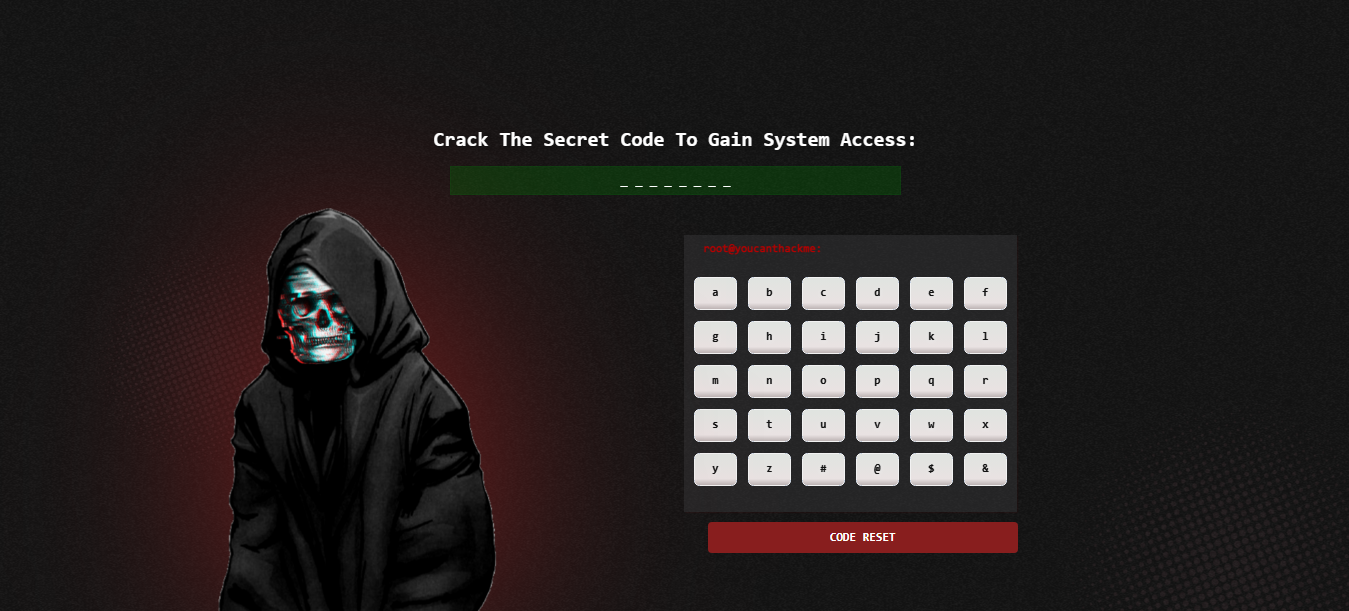 Crack The Secret Code To Gain System Access:
_ _ _ _ _ _ _ _
root@youcanthackme:
a b c d e f
g h i j k l
m n o p q r
s t u v w x
y z # @ $ &
CODE RESET